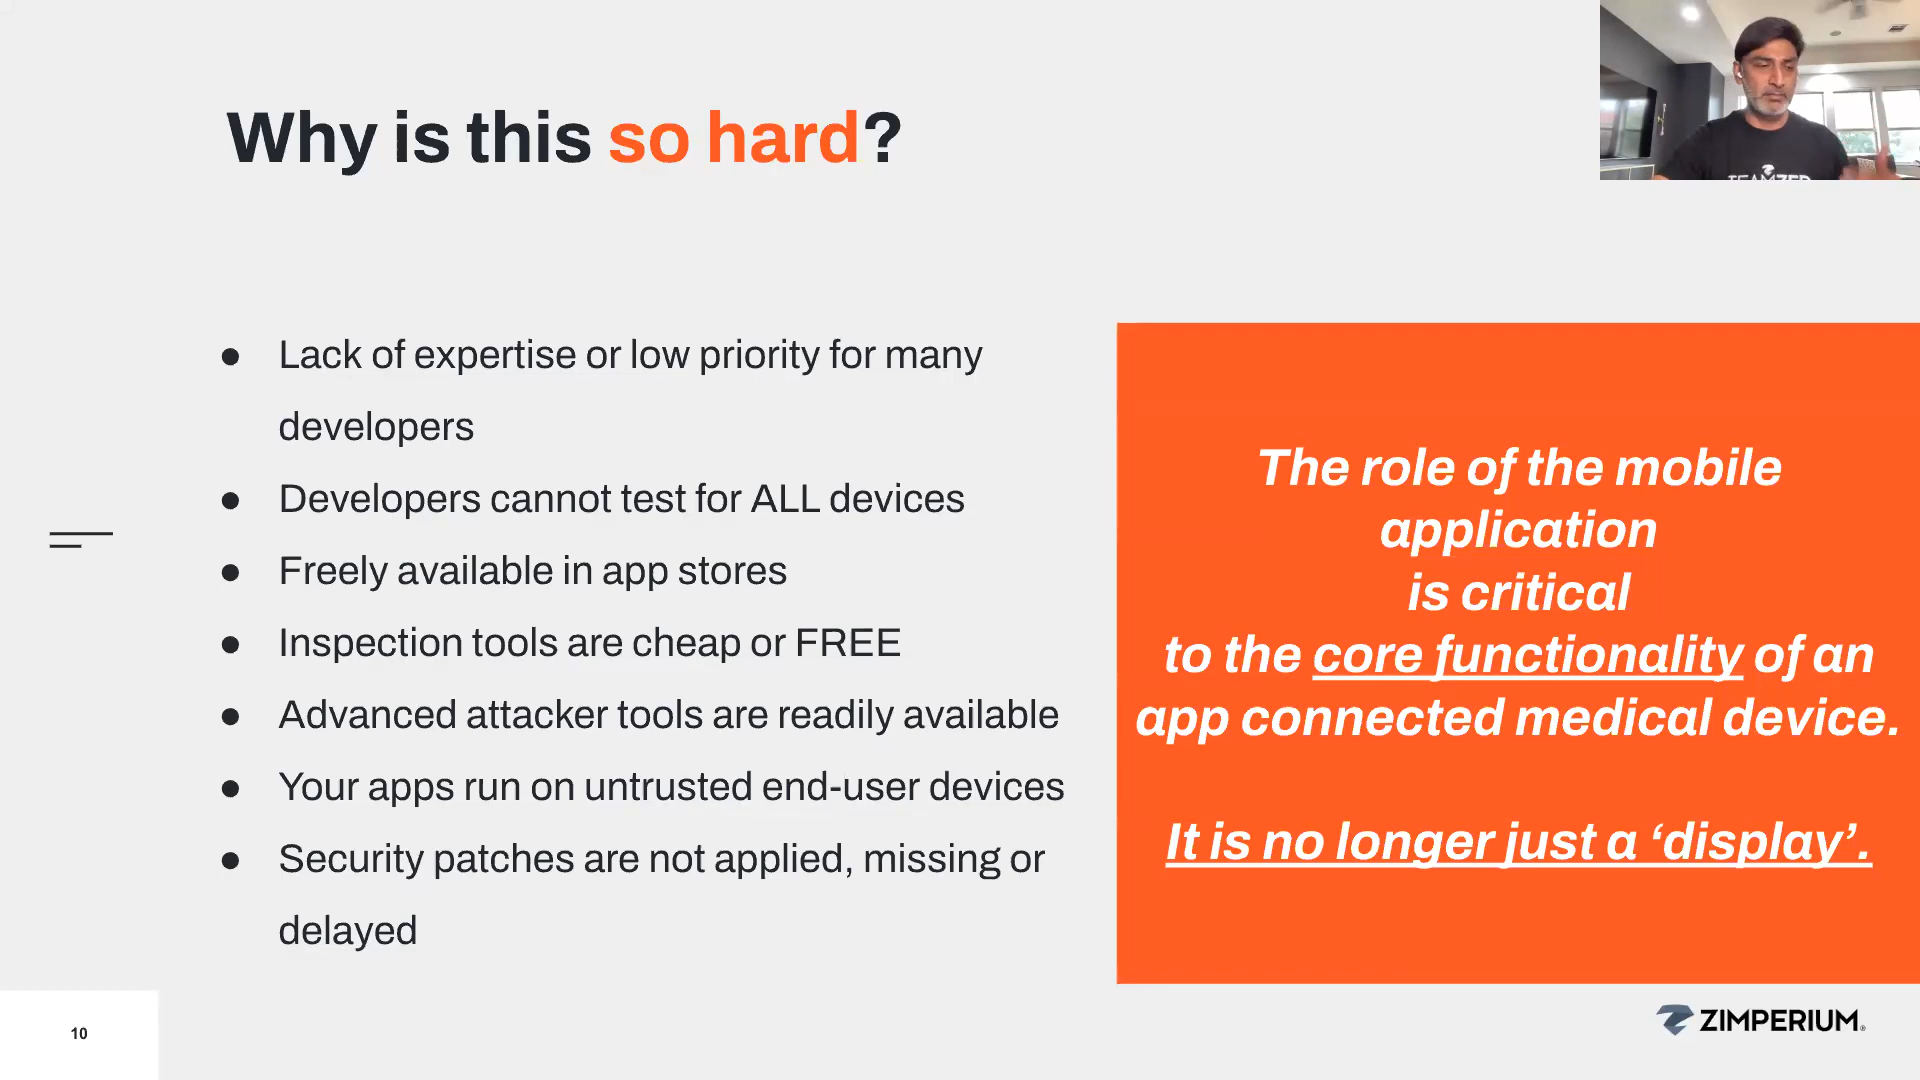 Why is this so hard?
● Lack of expertise or low priority for many
developers
● Developers cannot test for ALL devices
● Freely available in app stores
● Inspection tools are cheap or FREE
● Advanced attacker tools are readily available
● Your apps run on untrusted end-user devices
● Security patches are not applied, missing or
delayed
The role of the mobile
application
is critical
to the core functionality of an
app connected medical device.
It is no longer just a ‘display’.
10
ZIMPERIUM